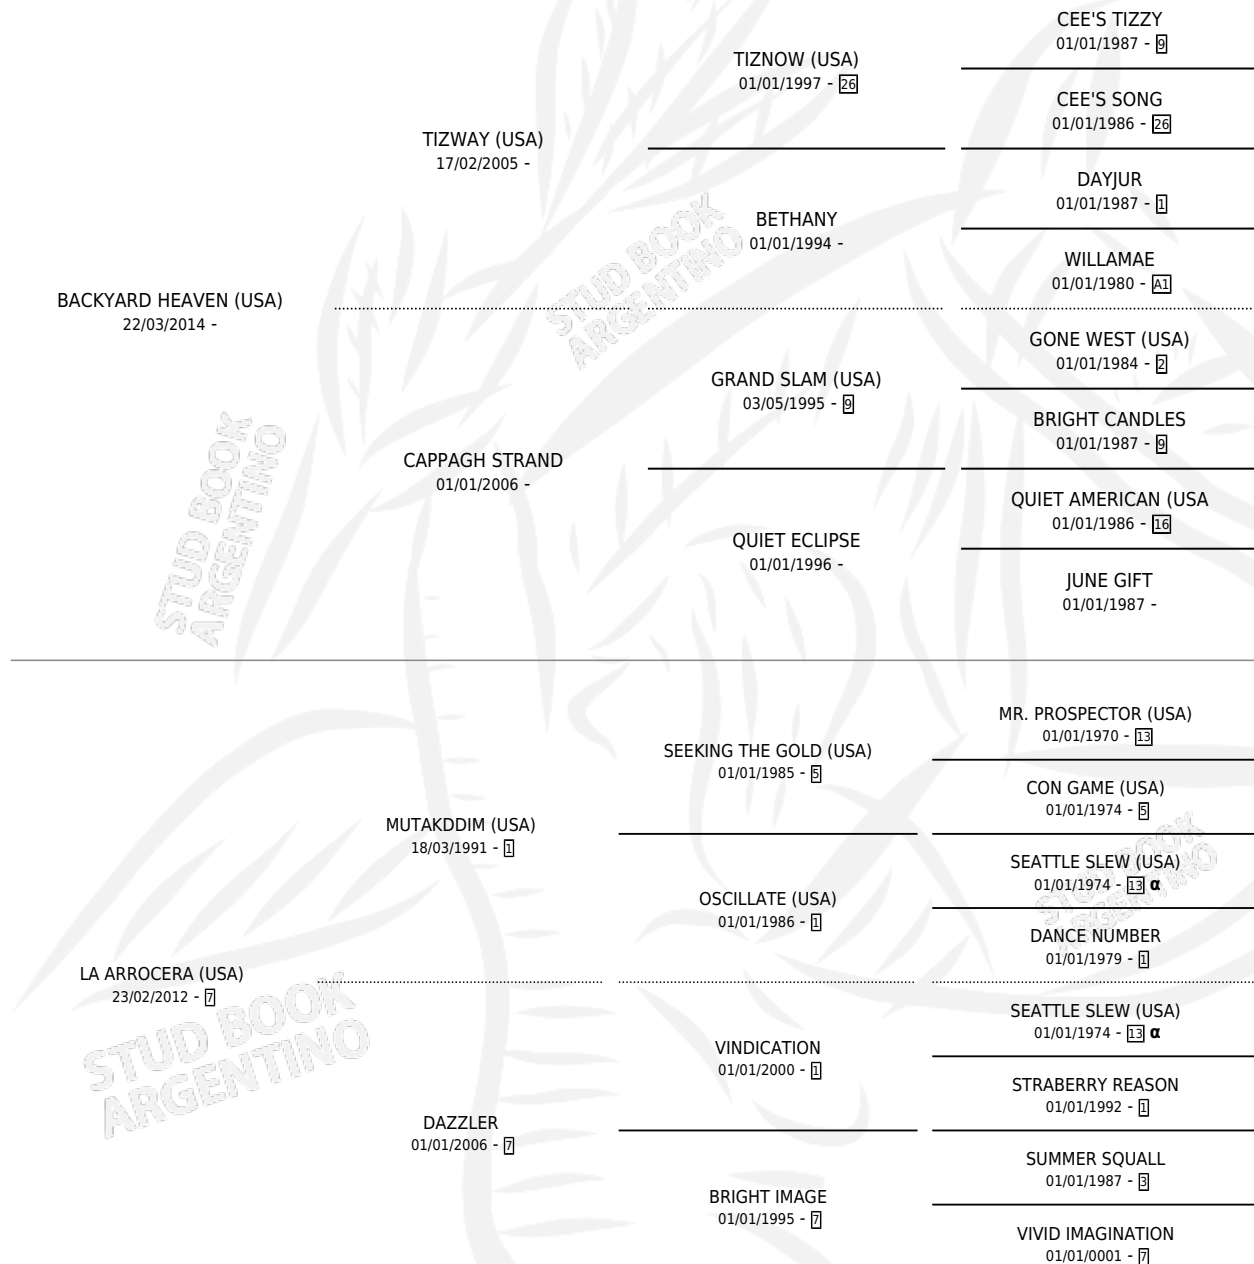 CEE'S TIZZY
01/01/1987 - 9
TIZNOW (USA)
01/01/1997 - 26
CEE'S SONG
01/01/1986 - 26
TIZWAY (USA)
17/02/2005 -
DAYJUR
01/01/1987 - 1
BETHANY
01/01/1994 -
WILLAMAE
01/01/1980 - A1
BACKYARD HEAVEN (USA)
22/03/2014 -
GONE WEST (USA)
01/01/1984 - 2
GRAND SLAM (USA)
03/05/1995 - 9
BRIGHT CANDLES
01/01/1987 - 9
CAPPAGH STRAND
01/01/2006 -
QUIET AMERICAN (USA
01/01/1986 - 16
QUIET ECLIPSE
01/01/1996 -
JUNE GIFT
01/01/1987 -
MR. PROSPECTOR (USA)
01/01/1970 - 13
SEEKING THE GOLD (USA)
01/01/1985 - 5
CON GAME (USA)
01/01/1974 - 5
MUTAKDDIM (USA)
18/03/1991 - 1
SEATTLE SLEW (USA)
01/01/1974 - 13 α
OSCILLATE (USA)
01/01/1986 - 1
DANCE NUMBER
01/01/1979 - 1
LA ARROCERA (USA)
23/02/2012 - 7
SEATTLE SLEW (USA)
01/01/1974 - 13 α
VINDICATION
01/01/2000 - 1
STRABERRY REASON
01/01/1992 - 1
DAZZLER
01/01/2006 - 7
SUMMER SQUALL
01/01/1987 - 3
BRIGHT IMAGE
01/01/1995 - 7
VIVID IMAGINATION
01/01/0001 - 7
STUD BOOK
ARGENTINO
STUD BOOK
ARGENTINO
STUD BOOK
ARGENTINO
STUD BOOK
ARGENTINO